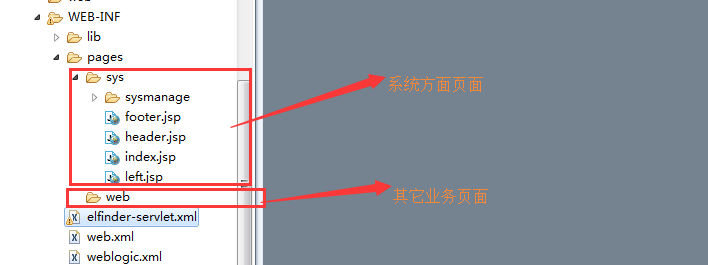 WEB-INF
lib
pages
sys
系统方面页面
sysmanage
footer.jsp
header.jsp
index.jsp
left.jsp
web
其它业务页面
elfinder-servlet.xml
web.xml
weblogic.xml